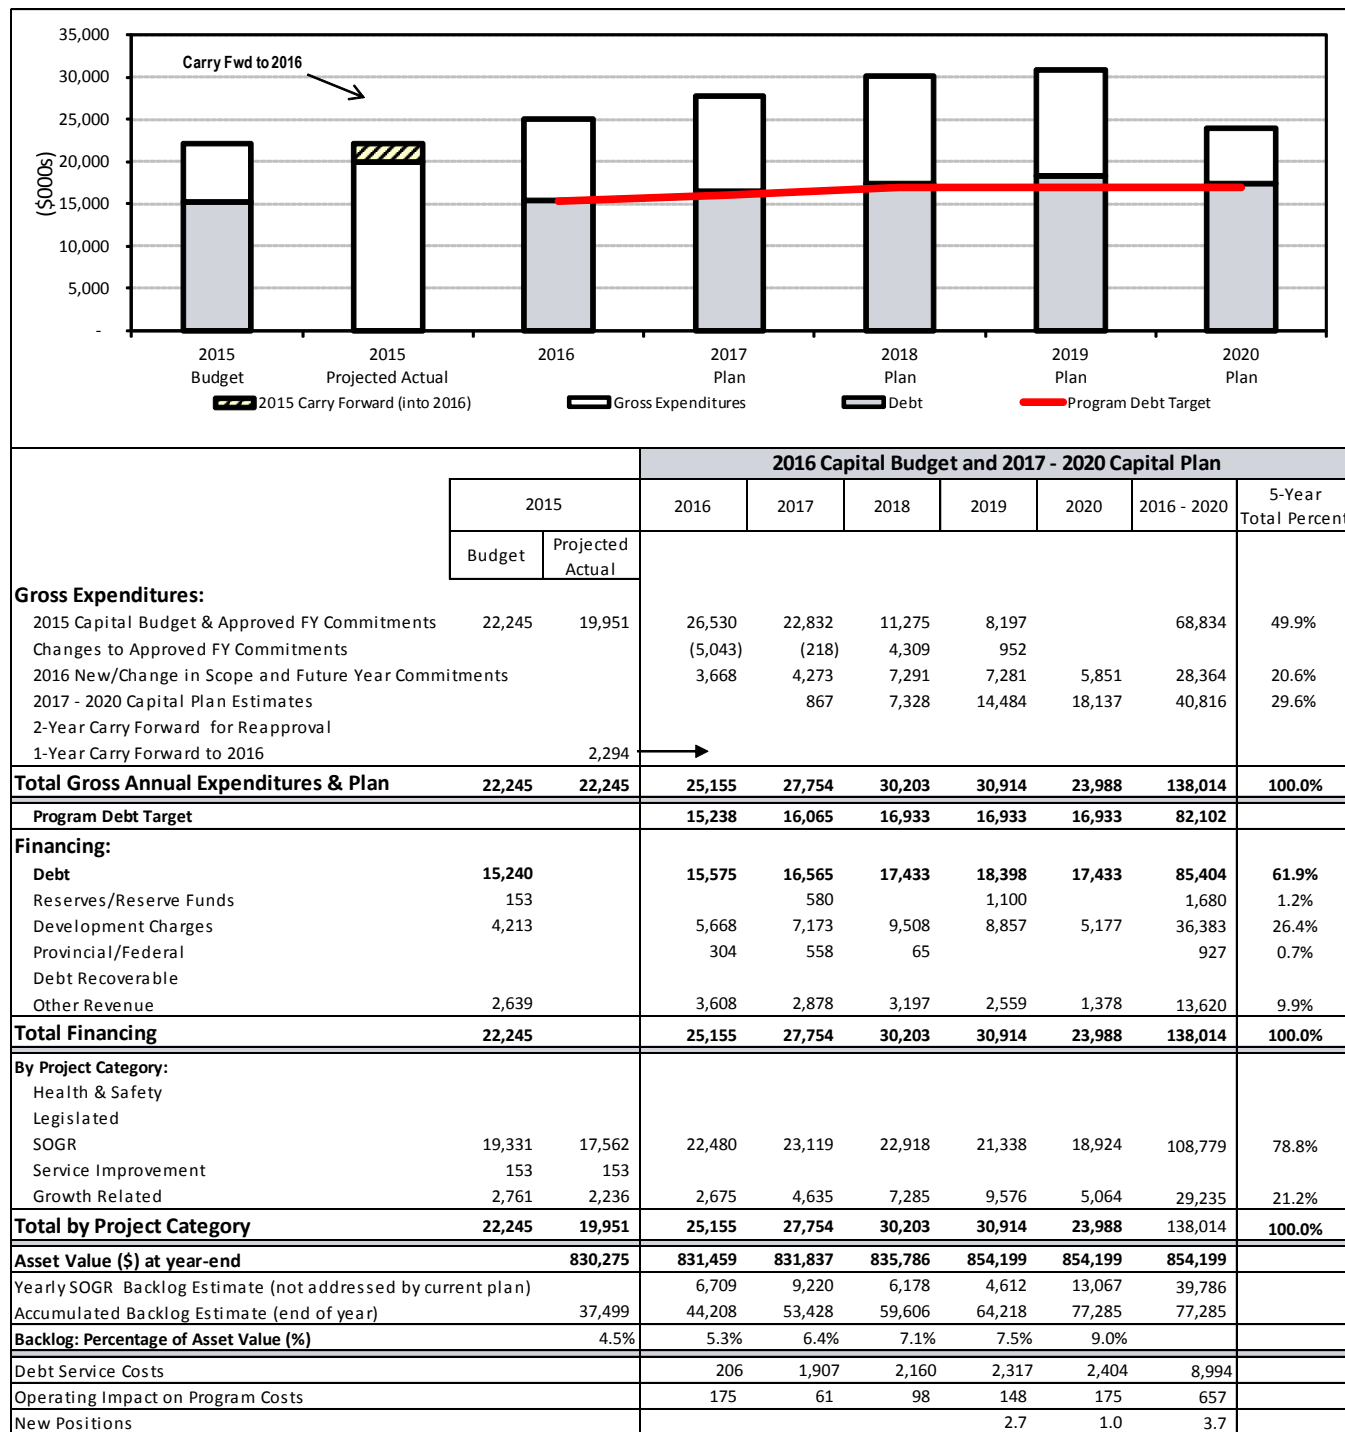 35,000
30,000
25,000
20,000
15,000
10,000
5,000
-
($000s)
Carry Fwd to 2016
2015 Budget
2015 Projected Actual
2016
2017 Plan
2018 Plan
2019 Plan
2020 Plan
2015 Carry Forward (into 2016) Gross Expenditures Debt Program Debt Target
2016 Capital Budget and 2017 - 2020 Capital Plan
2015 2016 2017 2018 2019 2020 2016 - 2020 5-Year Total Percent
Budget Projected Actual
Gross Expenditures:
2015 Capital Budget & Approved FY Commitments 22,245 19,951 26,530 22,832 11,275 8,197 68,834 49.9%
Changes to Approved FY Commitments (5,043) (218) 4,309 952
2016 New/Change in Scope and Future Year Commitments 3,668 4,273 7,291 7,281 5,851 28,364 20.6%
2017 - 2020 Capital Plan Estimates 867 7,328 14,484 18,137 40,816 29.6%
2-Year Carry Forward for Reapproval
1-Year Carry Forward to 2016 2,294
Total Gross Annual Expenditures & Plan 22,245 22,245 25,155 27,754 30,203 30,914 23,988 138,014 100.0%
Program Debt Target 15,238 16,065 16,933 16,933 16,933 82,102
Financing:
Debt 15,240 15,575 16,565 17,433 18,398 17,433 85,404 61.9%
Reserves/Reserve Funds 153 580 1,100 1,680 1.2%
Development Charges 4,213 5,668 7,173 9,508 8,857 5,177 36,383 26.4%
Provincial/Federal 304 558 65 927 0.7%
Debt Recoverable
Other Revenue 2,639 3,608 2,878 3,197 2,559 1,378 13,620 9.9%
Total Financing 22,245 25,155 27,754 30,203 30,914 23,988 138,014 100.0%
By Project Category:
Health & Safety
Legislated
SOGR 19,331 17,562 22,480 23,119 22,918 21,338 18,924 108,779 78.8%
Service Improvement 153 153
Growth Related 2,761 2,236 2,675 4,635 7,285 9,576 5,064 29,235 21.2%
Total by Project Category 22,245 19,951 25,155 27,754 30,203 30,914 23,988 138,014 100.0%
Asset Value ($) at year-end 830,275 831,459 831,837 835,786 854,199 854,199 854,199
Yearly SOGR Backlog Estimate (not addressed by current plan) 6,709 9,220 6,178 4,612 13,067 39,786
Accumulated Backlog Estimate (end of year) 37,499 44,208 53,428 59,606 64,218 77,285 77,285
Backlog: Percentage of Asset Value (%) 4.5% 5.3% 6.4% 7.1% 7.5% 9.0%
Debt Service Costs 206 1,907 2,160 2,317 2,404 8,994
Operating Impact on Program Costs 175 61 98 148 175 657
New Positions 2.7 1.0 3.7